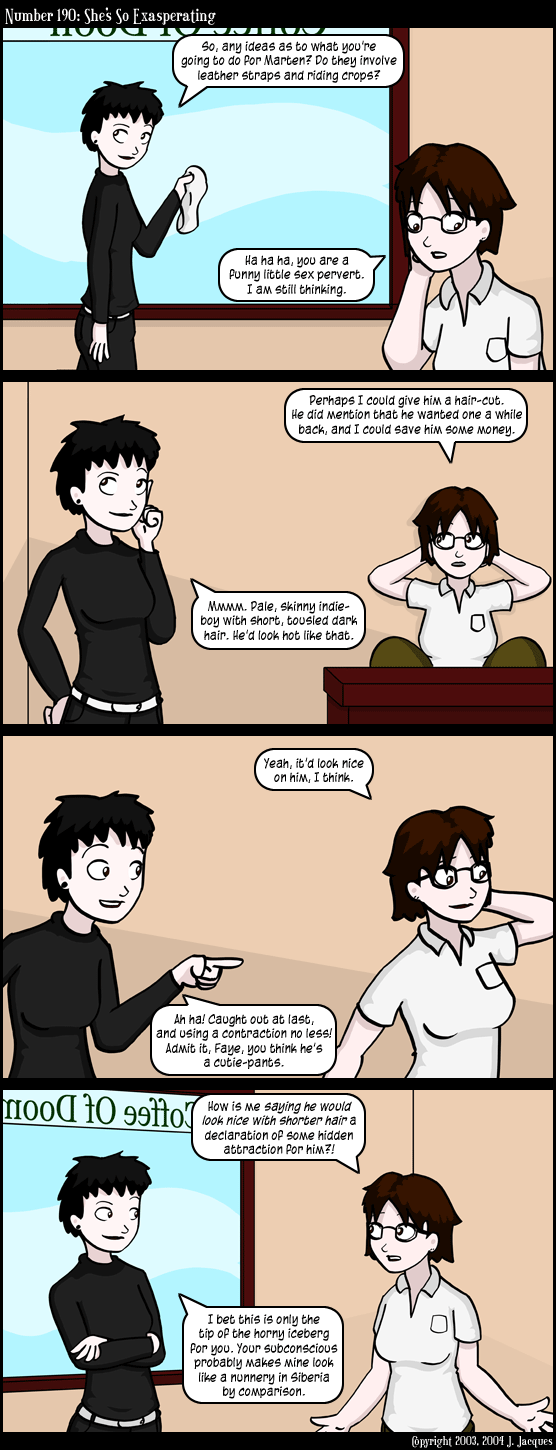 Number 190: She's So Exasperating
Coffee Of Doom
So, any ideas as to what you're
going to do for Marten? Do they involve
leather straps and riding crops?
Ha ha ha, you are a
funny little sex pervert.
I am still thinking.
Perhaps I could give him a hair-cut.
He did mention that he wanted one a while
back, and I could save him some money.
Mmmm. Pale, skinny indie-
boy with short, tousled dark
hair. He'd look hot like that.
Yeah, it'd look nice
on him, I think.
Ah ha! Caught out at last,
and using a contraction no less!
Admit it, Faye, you think he's
a cutie-pants.
Coffee Of Doom
How is me saying he would
look nice with shorter hair a
declaration of some hidden
attraction for him?!
I bet this is only the
tip of the horny iceberg
for you. Your subconscious
probably makes mine look
like a nunnery in Siberia
by comparison.
Copyright 2003, 2004 J. Jacques